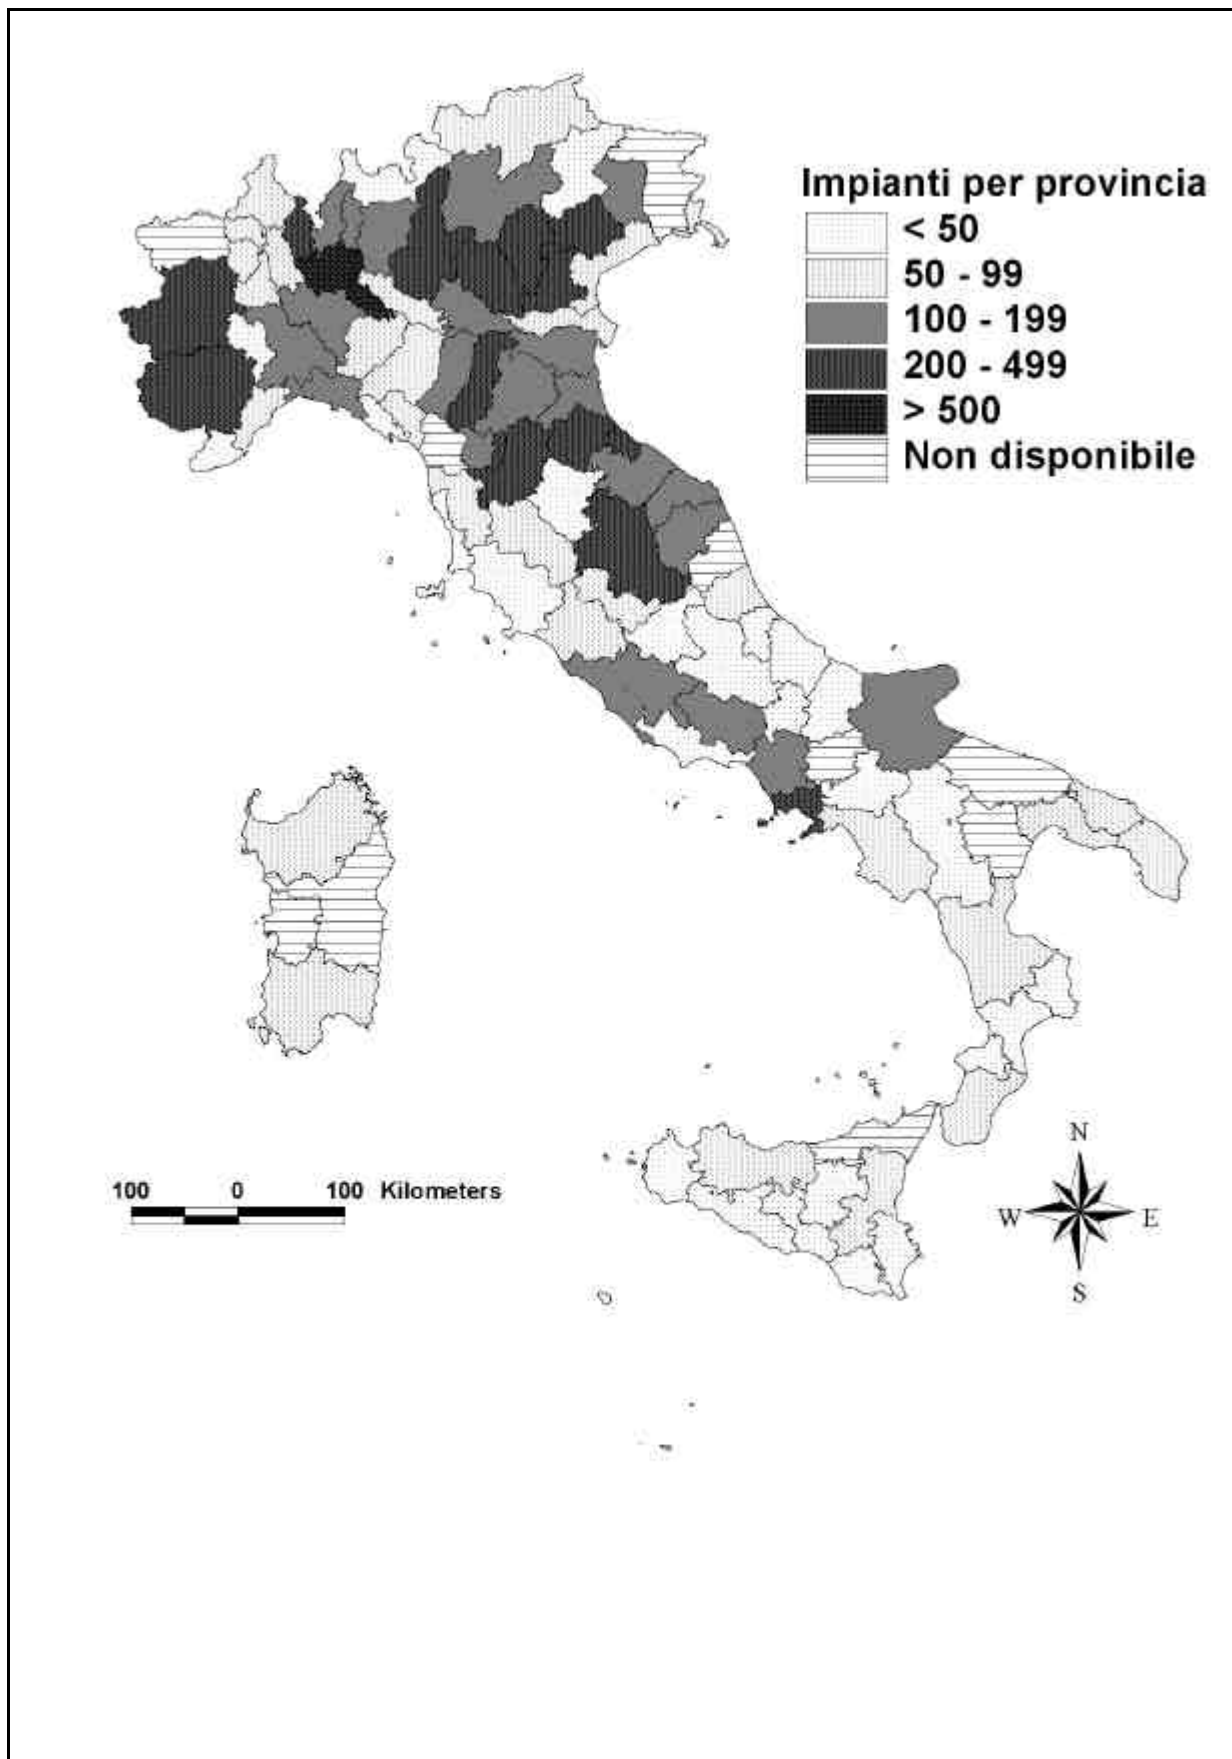 Impianti per provincia
< 50
50 - 99
100 - 199
200 - 499
> 500
Non disponibile
100 0 100 Kilometers
N
W E
S